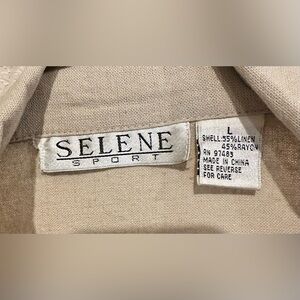 SELENE
SPORT
L
SHELL:55%LINEN
45%RAYON
RN 97483
MADE IN CHINA
SEE REVERSE
FOR CARE